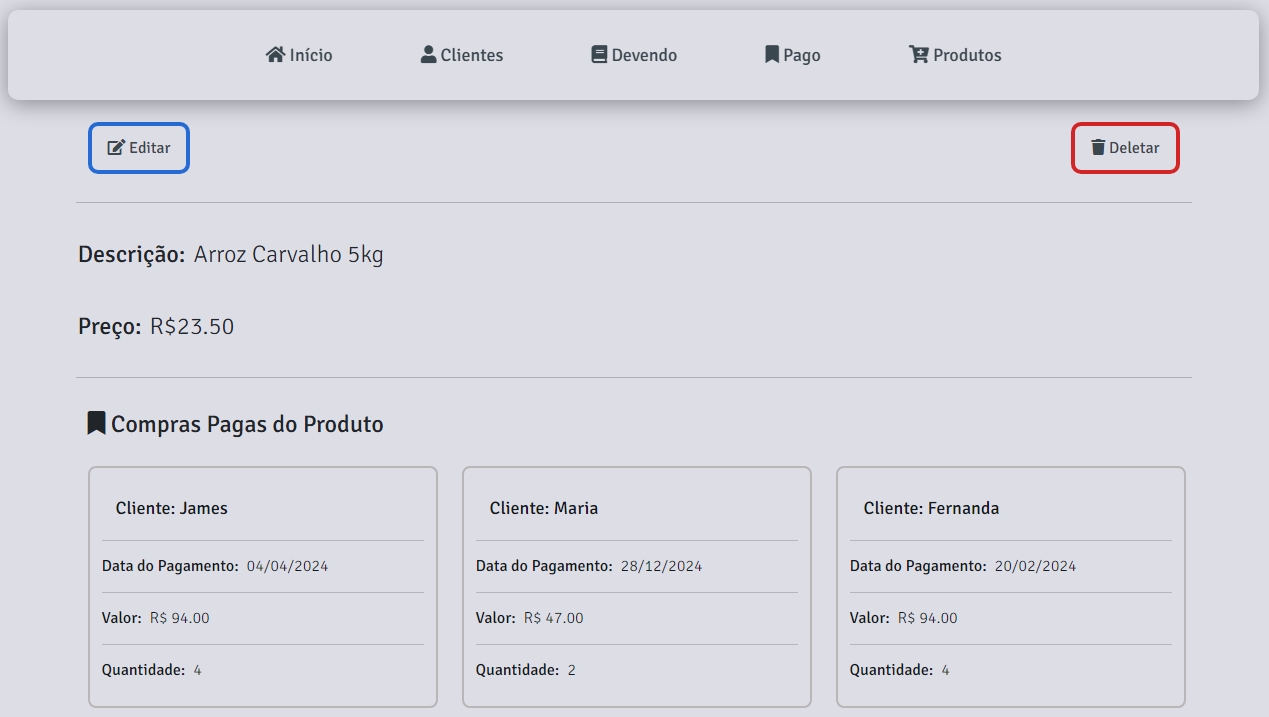 Início Clientes Devendo Pago Produtos
Editar Deletar
Descrição: Arroz Carvalho 5kg
Preço: R$23.50
Compras Pagas do Produto
Cliente: James
Data do Pagamento: 04/04/2024
Valor: R$ 94.00
Quantidade: 4
Cliente: Maria
Data do Pagamento: 28/12/2024
Valor: R$ 47.00
Quantidade: 2
Cliente: Fernanda
Data do Pagamento: 20/02/2024
Valor: R$ 94.00
Quantidade: 4